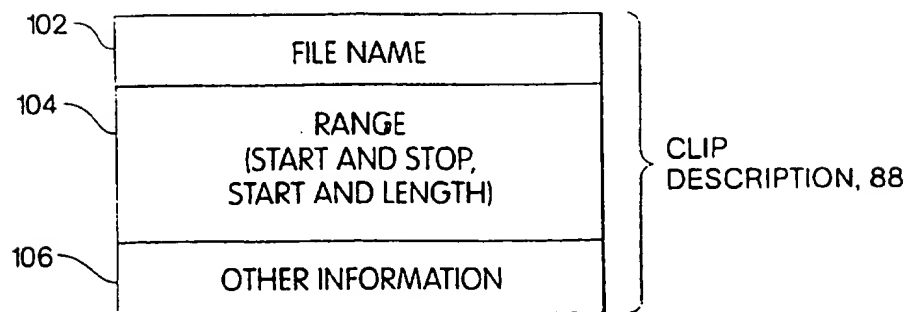 102
FILE NAME
104
RANGE
(START AND STOP,
START AND LENGTH)
CLIP
DESCRIPTION, 88
106
OTHER INFORMATION